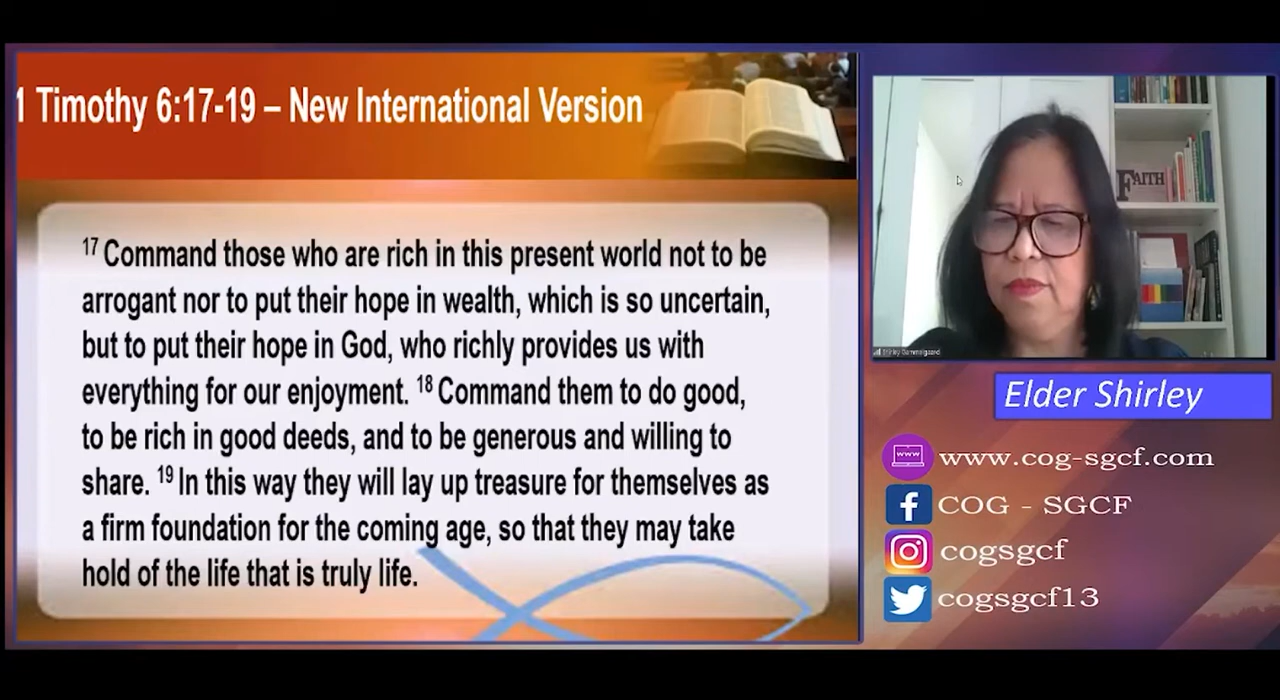 1 Timothy 6:17-19 – New International Version
17 Command those who are rich in this present world not to be
arrogant nor to put their hope in wealth, which is so uncertain,
but to put their hope in God, who richly provides us with
everything for our enjoyment. 18 Command them to do good,
to be rich in good deeds, and to be generous and willing to
share. 19 In this way they will lay up treasure for themselves as
a firm foundation for the coming age, so that they may take
hold of the life that is truly life.
FAITH
Shirley
Elder Shirley
www
www.cog-sgcf.com
COG - SGCF
cogsgcf
cogsgcf13